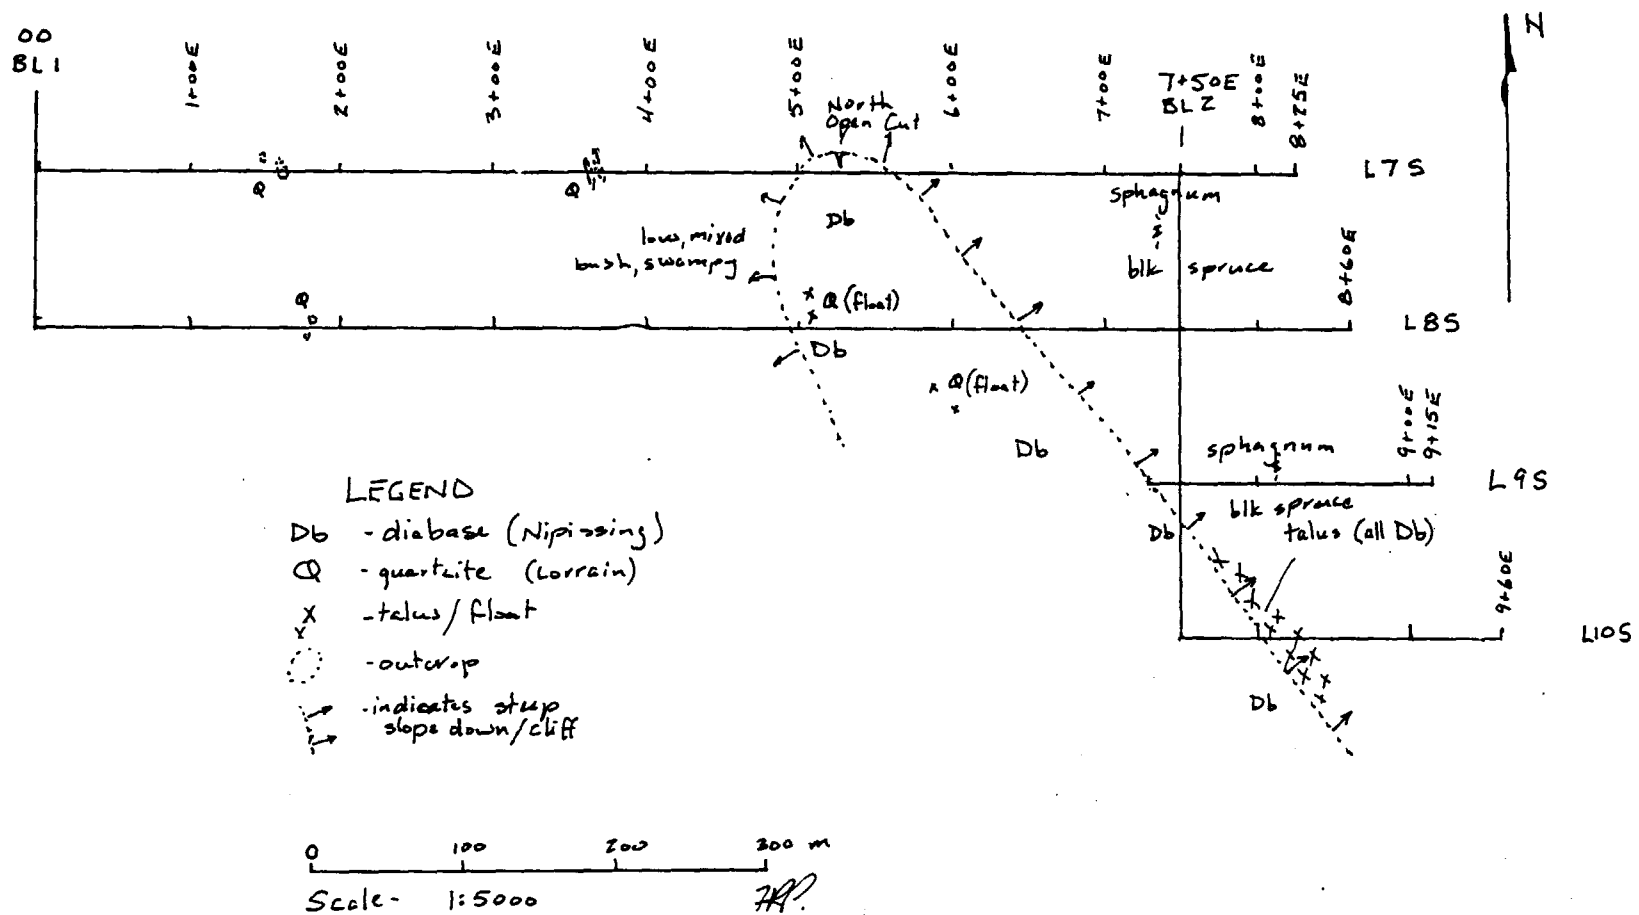 00
BL1
1+00E
2+00E
3+00E
4+00E
5+00E
6+00E
7+00E
7+50E
BL2
8+00E
8+25E
N
North
Open Cut
L7S
Q
Q
Db
sphagnum
low, mixed
bush, swampy
blk spruce
8+60E
Q
Q (float)
L8S
Db
Q (float)
Db
9+00E
9+15E
sphagnum
L9S
blk spruce
Db
talus (all Db)
9+60E
L10S
Db
LEGEND
Db - diabase (Nipissing)
Q - quartzite (Lorrain)
x x - talus/float
- outcrop
- indicates steep
slope down/cliff
0 100 200 300 m
Scale - 1:5000